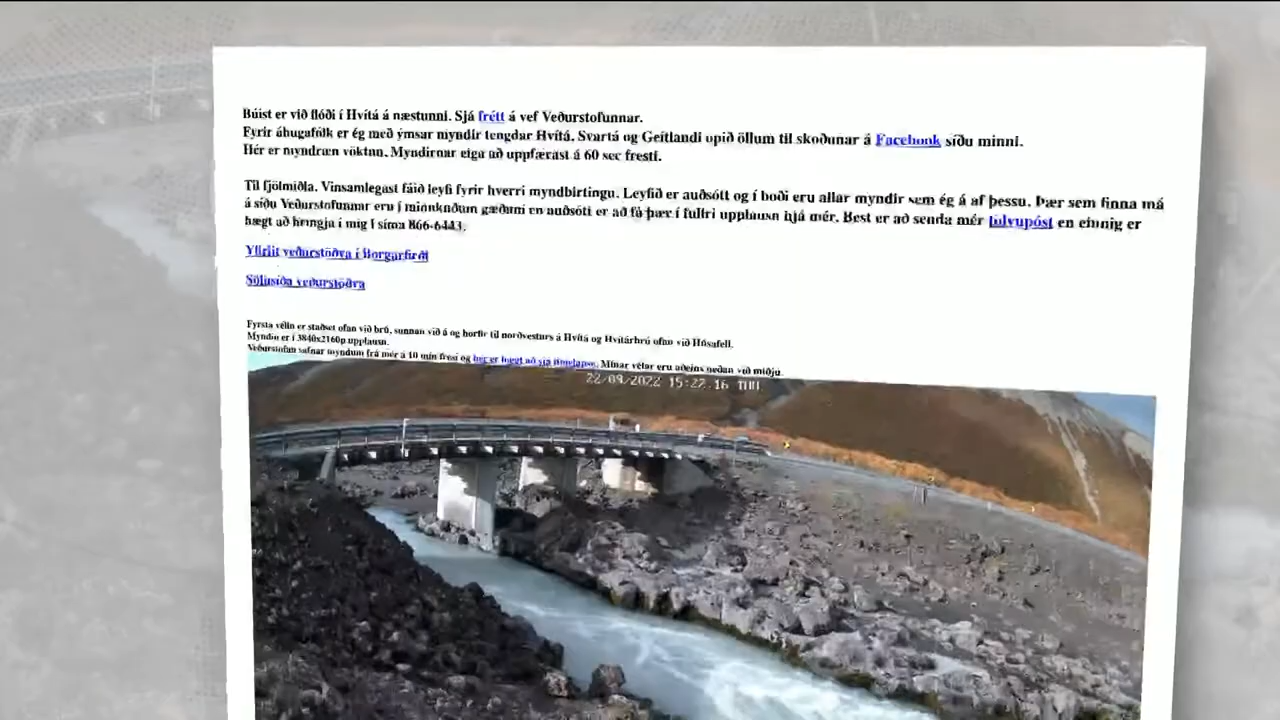 Búist er við flóði í Hvítá á næstunni. Sjá frétt á vef Veðurstofunnar.
Fyrir áhugafólk er ég með ýmsar myndir tengdar Hvítá, Svartá og Geitlandi opið öllum til skoðunar á Facebook síðu minni.
Hér er myndræn vöktun. Myndirnar eiga að uppfærast á 60 sec fresti.
Til fjölmiðla. Vinsamlegast fáið leyfi fyrir hverri myndbirtingu. Leyfið er auðsótt og í boði eru allar myndir sem ég á af þessu. Þær sem finna má
á síðu Veðurstofunnar eru í minnkuðum gæðum en auðsótt er að fá þær í fullri upplausn hjá mér. Best er að senda mér tölvupóst en einnig er
hægt að hringja í mig í síma 866-6443.
Yfirlit veðurstöðva í Borgarfirði
Sölusíða veðurstöðva
Fyrsta vélin er staðset ofan við brú, sunnan við á og horfir til norðvesturs á Hvítá og Hvítárbrú ofan við Húsafell.
Myndin er í 3840x2160p upplausn.
Veðurstofan safnar myndum frá mér á 10 mín fresi og hér er hægt að sjá timelapse. Mínar vélar eru aðeins neðan við miðju.
22/09/2022 15:27:16 THU